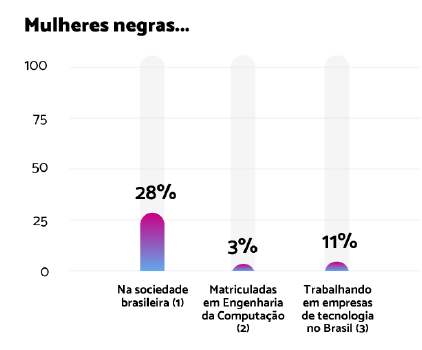 Mulheres negras...
100
75
50
25
0
28%
3%
11%
Na sociedade
brasileira (1)
Matriculadas
em Engenharia
da Computação
(2)
Trabalhando
em empresas
de tecnologia
no Brasil (3)